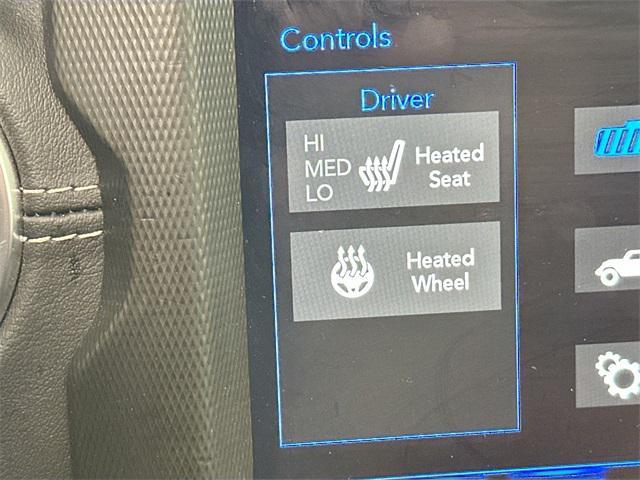 Controls
Driver
HI
MED
LO
Heated
Seat
Heated
Wheel